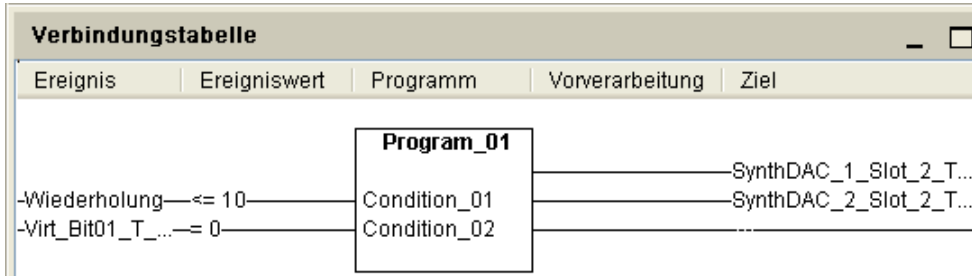 Verbindungstabelle
Ereignis Ereigniswert Programm Vorverarbeitung Ziel
Program_01
SynthDAC_1_Slot_2_T...
Wiederholung <= 10 Condition_01 SynthDAC_2_Slot_2_T...
Virt_Bit01_T_... = 0 Condition_02 ...